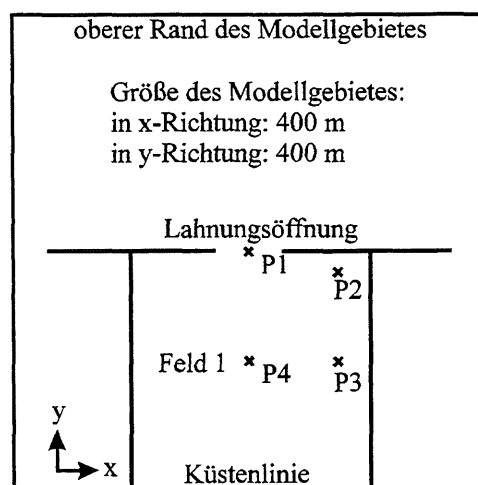 oberer Rand des Modellgebietes
Größe des Modellgebietes:
in x-Richtung: 400 m
in y-Richtung: 400 m
Lahnungsöffnung
P1
P2
Feld 1
P4
P3
y
x
Küstenlinie